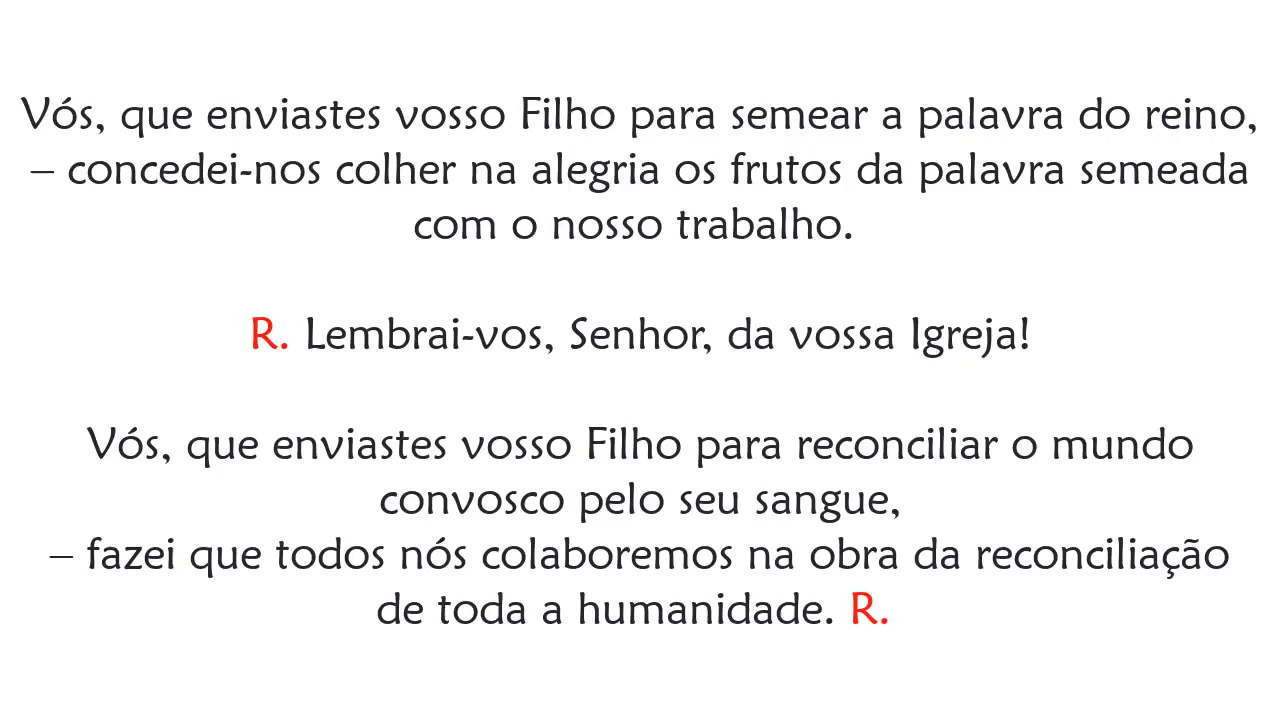 Vós, que enviastes vosso Filho para semear a palavra do reino,
– concedei-nos colher na alegria os frutos da palavra semeada
com o nosso trabalho.
R. Lembrai-vos, Senhor, da vossa Igreja!
Vós, que enviastes vosso Filho para reconciliar o mundo
convosco pelo seu sangue,
– fazei que todos nós colaboremos na obra da reconciliação
de toda a humanidade. R.